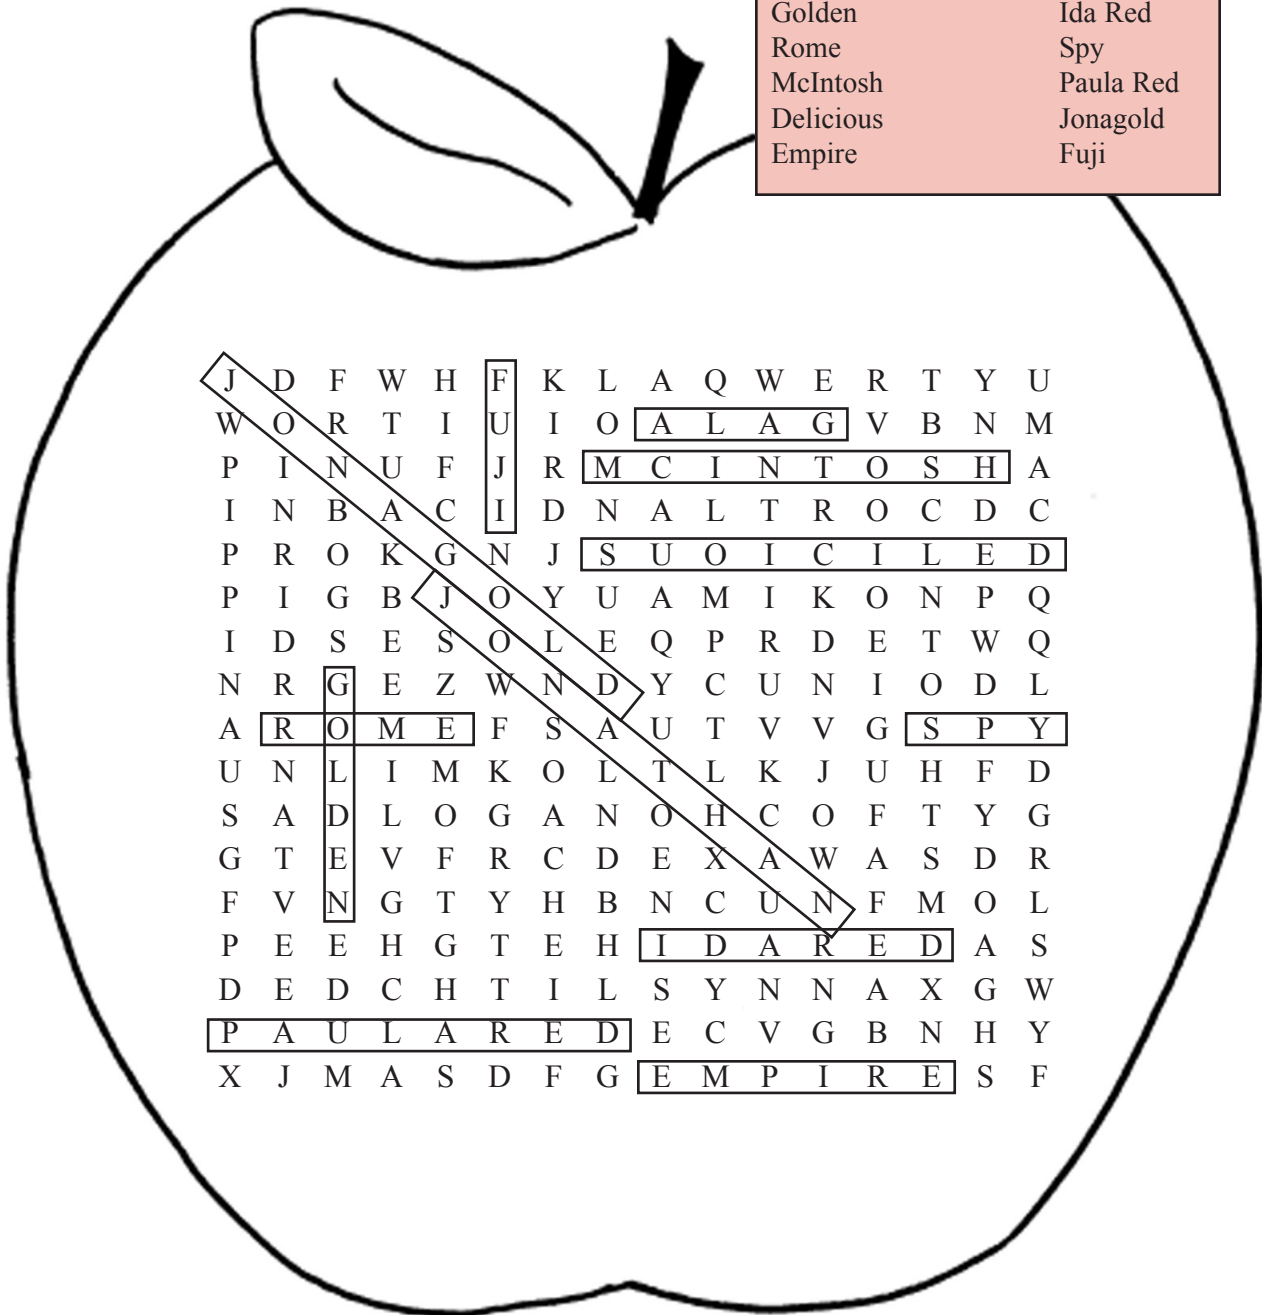 Golden Ida Red
Rome Spy
McIntosh Paula Red
Delicious Jonagold
Empire Fuji
J D F W H F K L A Q W E R T Y U
W O R T I U I O A L A G V B N M
P I N U F J R M C I N T O S H A
I N B A C I D N A L T R O C D C
P R O K G N J S U O I C I L E D
P I G B J O Y U A M I K O N P Q
I D S E S O L E Q P R D E T W Q
N R G E Z W N D Y C U N I O D L
A R O M E F S A U T V V G S P Y
U N L I M K O L T L K J U H F D
S A D L O G A N O H C O F T Y G
G T E V F R C D E X A W A S D R
F V N G T Y H B N C U N F M O L
P E E H G T E H I D A R E D A S
D E D C H T I L S Y N N A X G W
P A U L A R E D E C V G B N H Y
X J M A S D F G E M P I R E S F